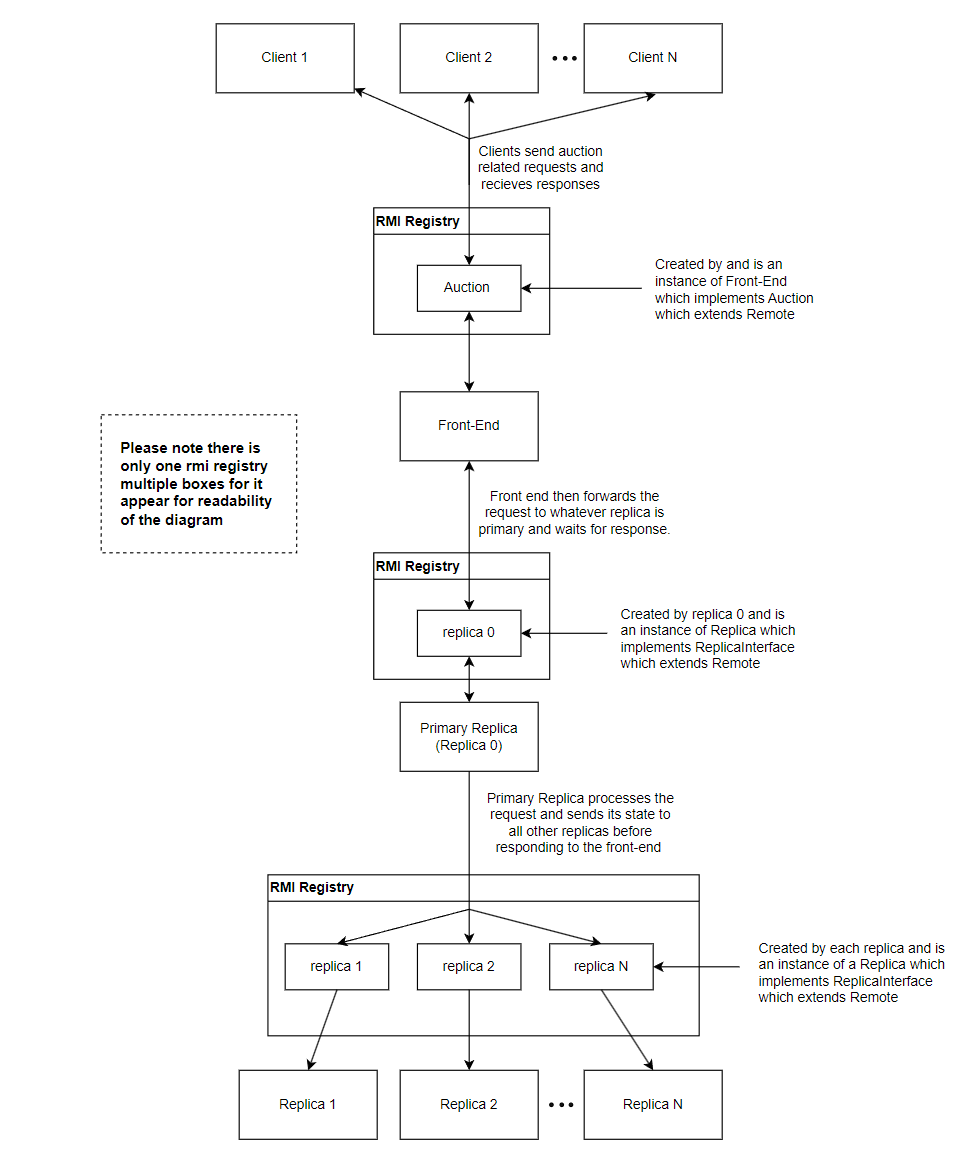 Client 1
Client 2
Client N
Clients send auction
related requests and
recieves responses
RMI Registry
Auction
Created by and is an
instance of Front-End
which implements Auction
which extends Remote
Front-End
Please note there is
only one rmi registry
multiple boxes for it
appear for readability
of the diagram
Front end then forwards the
request to whatever replica is
primary and waits for response.
RMI Registry
replica 0
Created by replica 0 and is
an instance of Replica which
implements ReplicaInterface
which extends Remote
Primary Replica
(Replica 0)
Primary Replica processes the
request and sends its state to
all other replicas before
responding to the front-end
RMI Registry
replica 1
replica 2
replica N
Created by each replica and is
an instance of a Replica which
implements ReplicaInterface
which extends Remote
Replica 1
Replica 2
Replica N